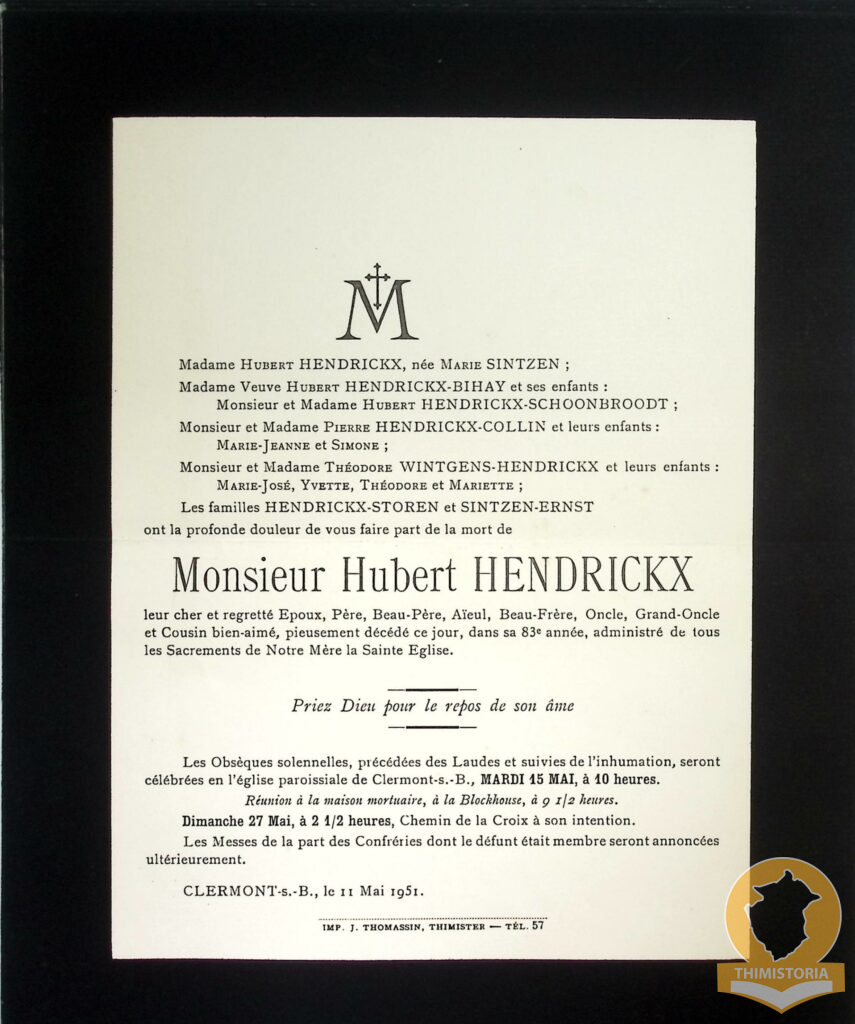 M
Madame Hubert HENDRICKX, née Marie SINTZEN ;
Madame Veuve Hubert HENDRICKX-BIHAY et ses enfants :
Monsieur et Madame Hubert HENDRICKX-SCHOONBROODT ;
Monsieur et Madame Pierre HENDRICKX-COLLIN et leurs enfants :
Marie-Jeanne et Simone ;
Monsieur et Madame Théodore WINTGENS-HENDRICKX et leurs enfants :
Marie-José, Yvette, Théodore et Mariette ;
Les familles HENDRICKX-STOREN et SINTZEN-ERNST
ont la profonde douleur de vous faire part de la mort de
Monsieur Hubert HENDRICKX
leur cher et regretté Epoux, Père, Beau-Père, Aïeul, Beau-Frère, Oncle, Grand-Oncle
et Cousin bien-aimé, pieusement décédé ce jour, dans sa 83e année, administré de tous
les Sacrements de Notre Mère la Sainte Eglise.
Priez Dieu pour le repos de son âme
Les Obsèques solennelles, précédées des Laudes et suivies de l'inhumation, seront
célébrées en l'église paroissiale de Clermont-s.-B., MARDI 15 MAI, à 10 heures.
Réunion à la maison mortuaire, à la Blockhouse, à 9 1/2 heures.
Dimanche 27 Mai, à 2 1/2 heures, Chemin de la Croix à son intention.
Les Messes de la part des Confréries dont le défunt était membre seront annoncées
ultérieurement.
CLERMONT-s.-B., le 11 Mai 1951.
IMP. J. THOMASSIN, THIMISTER — TÉL. 57
THIMISTORIA